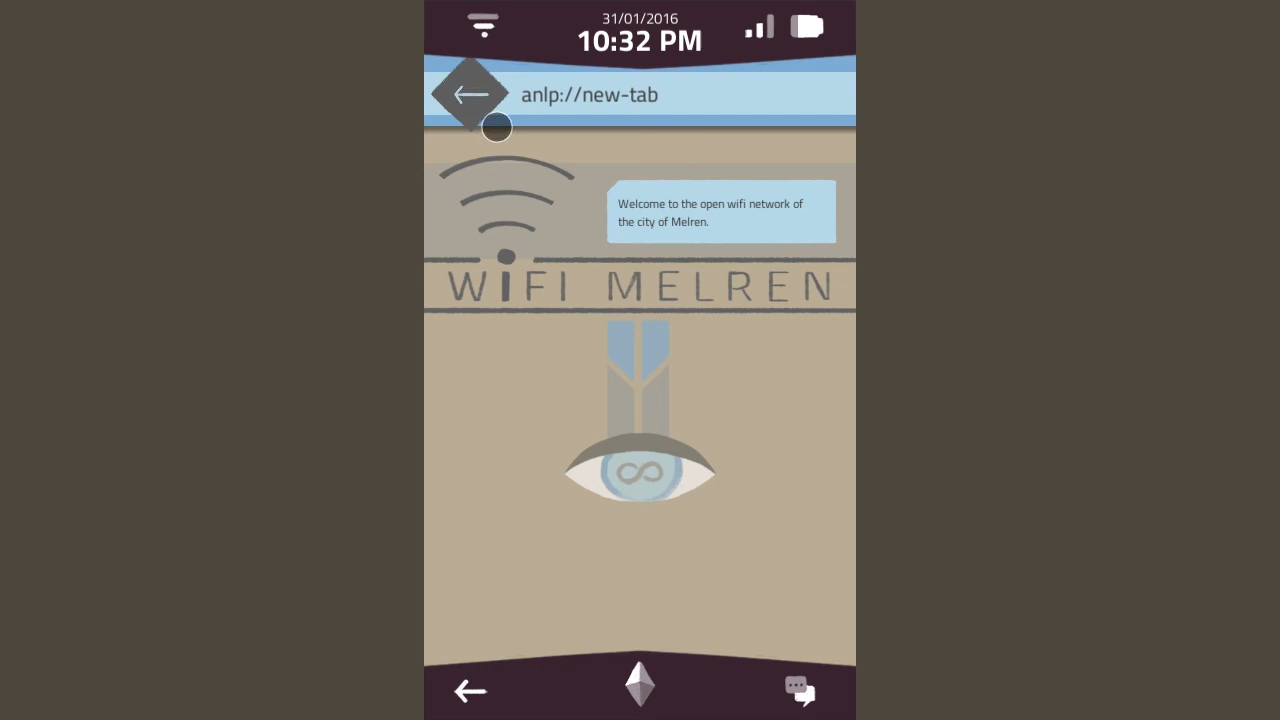 31/01/2016
10:32 PM
anlp://new-tab
Welcome to the open wifi network of
the city of Melren.
WIFI MELREN